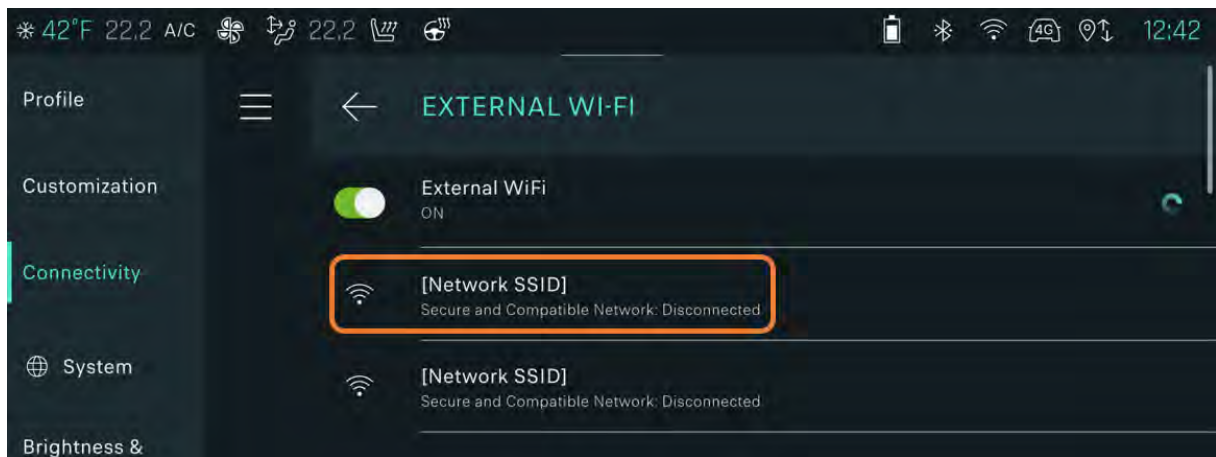 42°F 22.2 A/C 22.2 4G 12:42
Profile
EXTERNAL WI-FI
Customization
External WiFi
ON
Connectivity
[Network SSID]
Secure and Compatible Network: Disconnected
System
[Network SSID]
Secure and Compatible Network: Disconnected
Brightness &